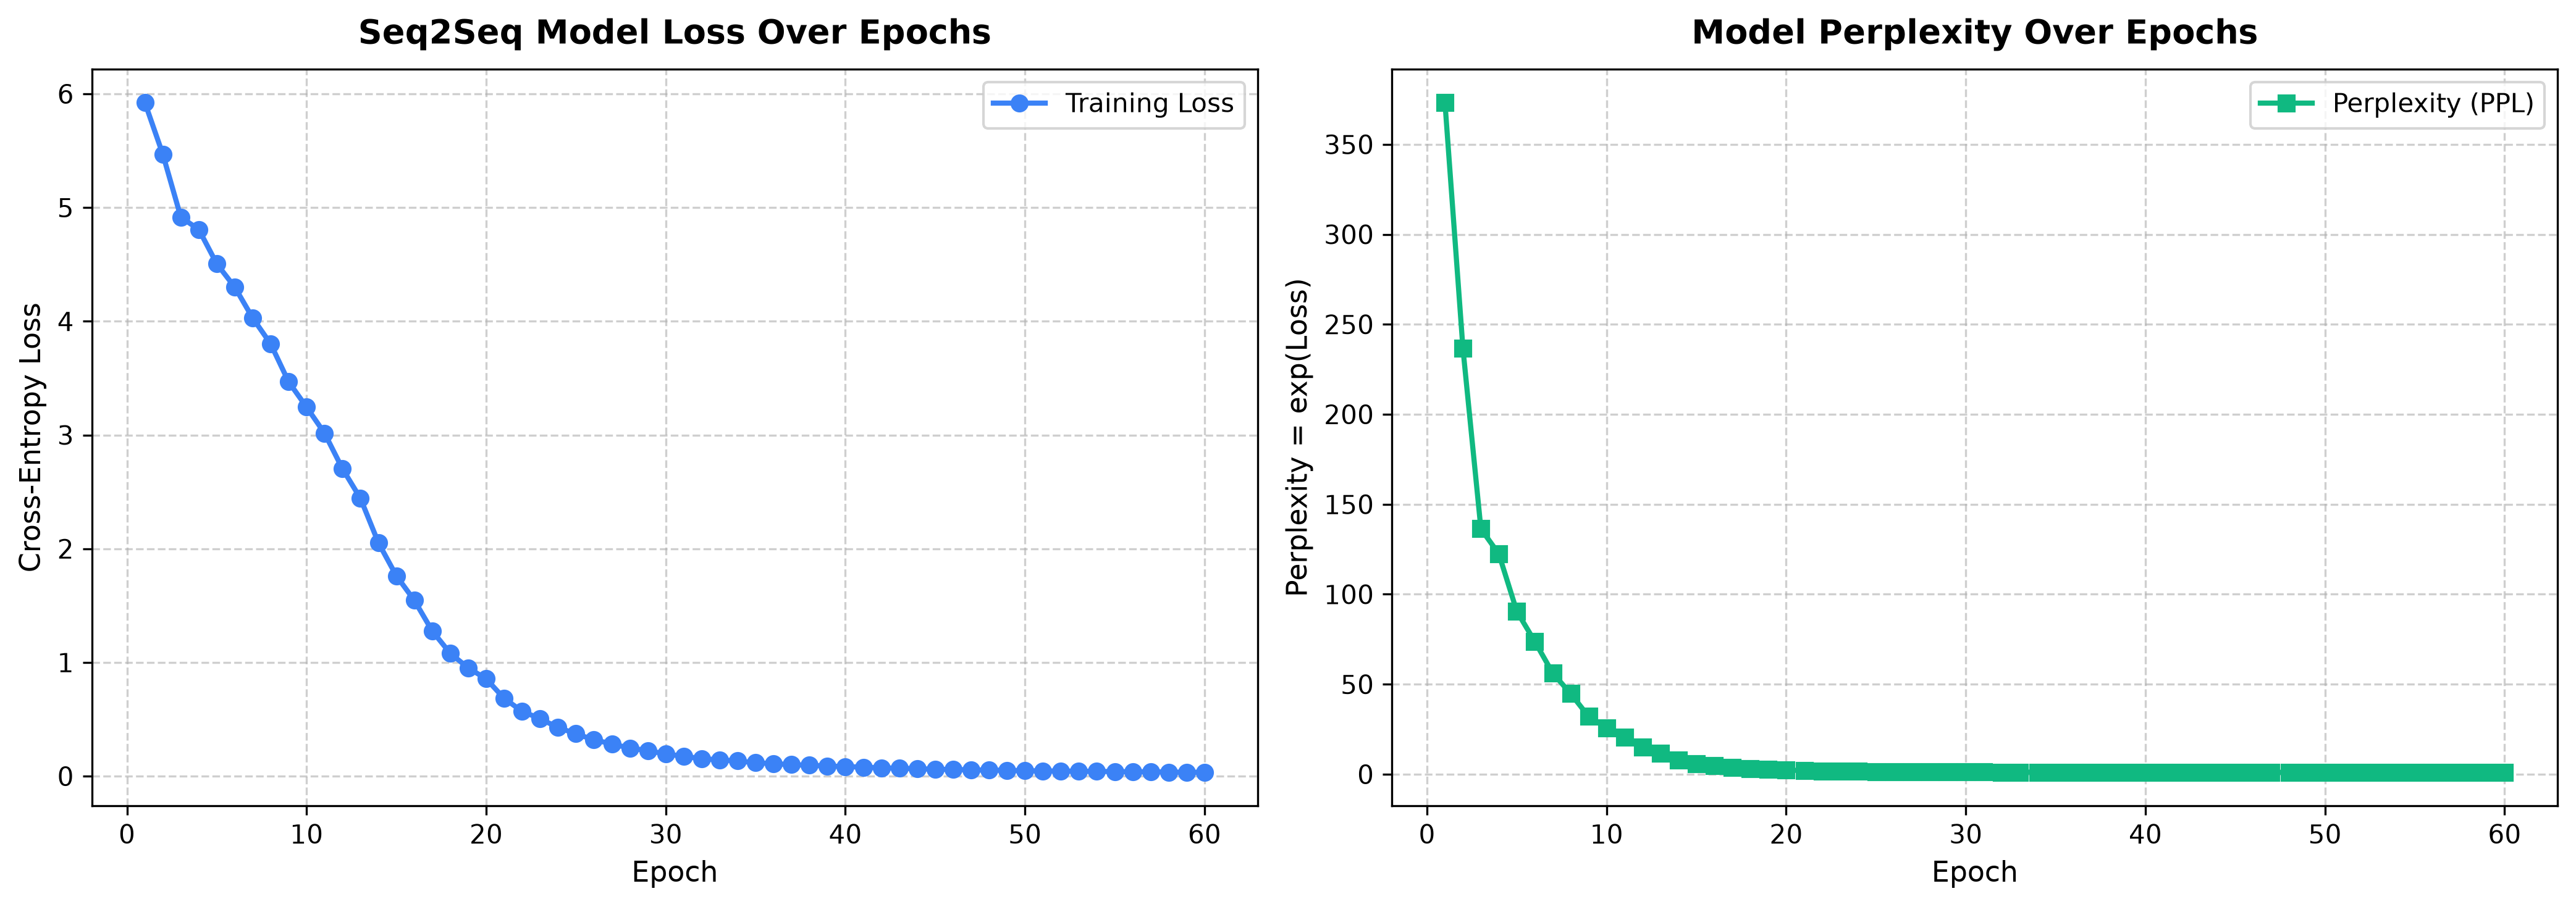 Seq2Seq Model Loss Over Epochs
Training Loss
Cross-Entropy Loss
6
5
4
3
2
1
0
0 10 20 30 40 50 60
Epoch
Model Perplexity Over Epochs
Perplexity (PPL)
Perplexity = exp(Loss)
350
300
250
200
150
100
50
0
0 10 20 30 40 50 60
Epoch